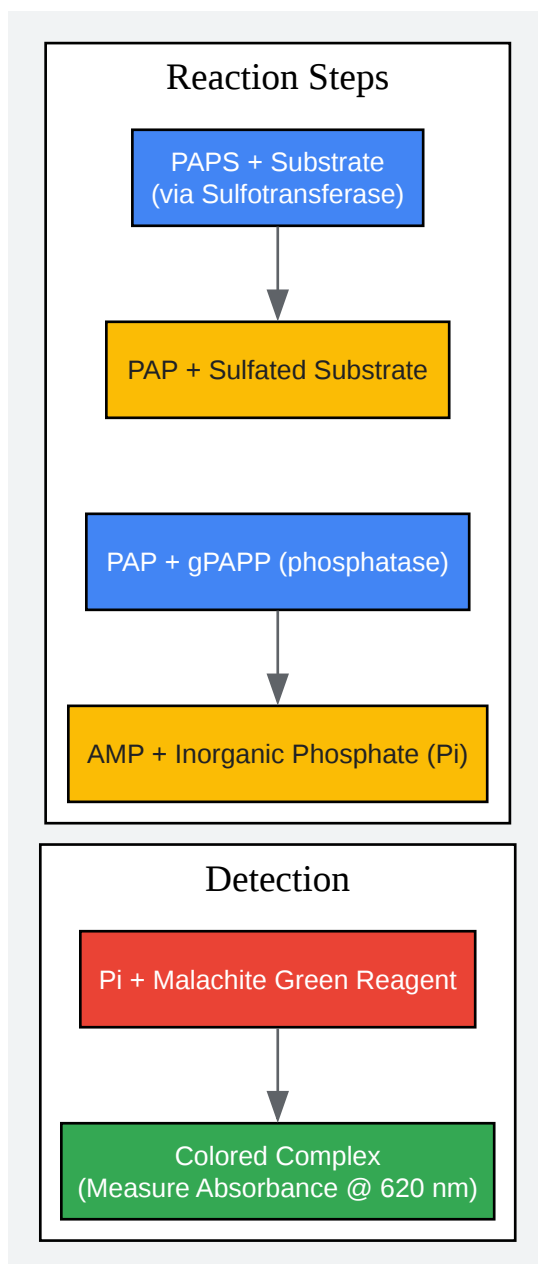 Reaction Steps
PAPS + Substrate
(via Sulfotransferase)
PAP + Sulfated Substrate
PAP + gPAPP (phosphatase)
AMP + Inorganic Phosphate (Pi)
Detection
Pi + Malachite Green Reagent
Colored Complex
(Measure Absorbance @ 620 nm)